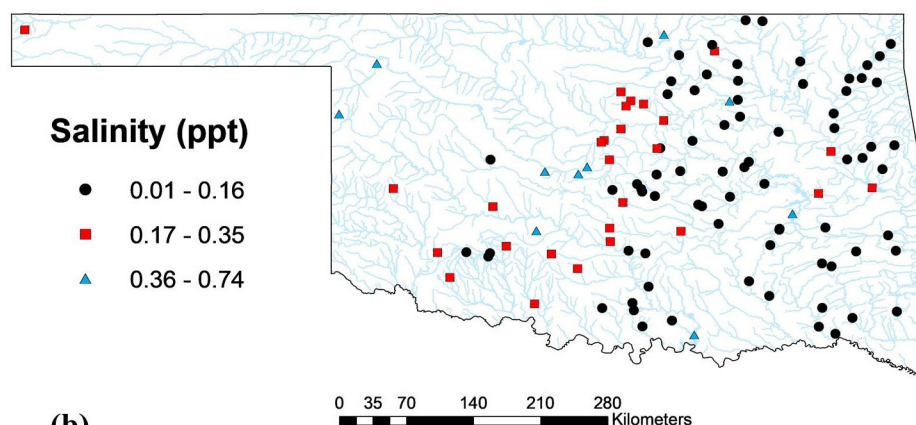 Salinity (ppt)
0.01 - 0.16
0.17 - 0.35
0.36 - 0.74
0 35 70 140 210 280
Kilometers
(b)